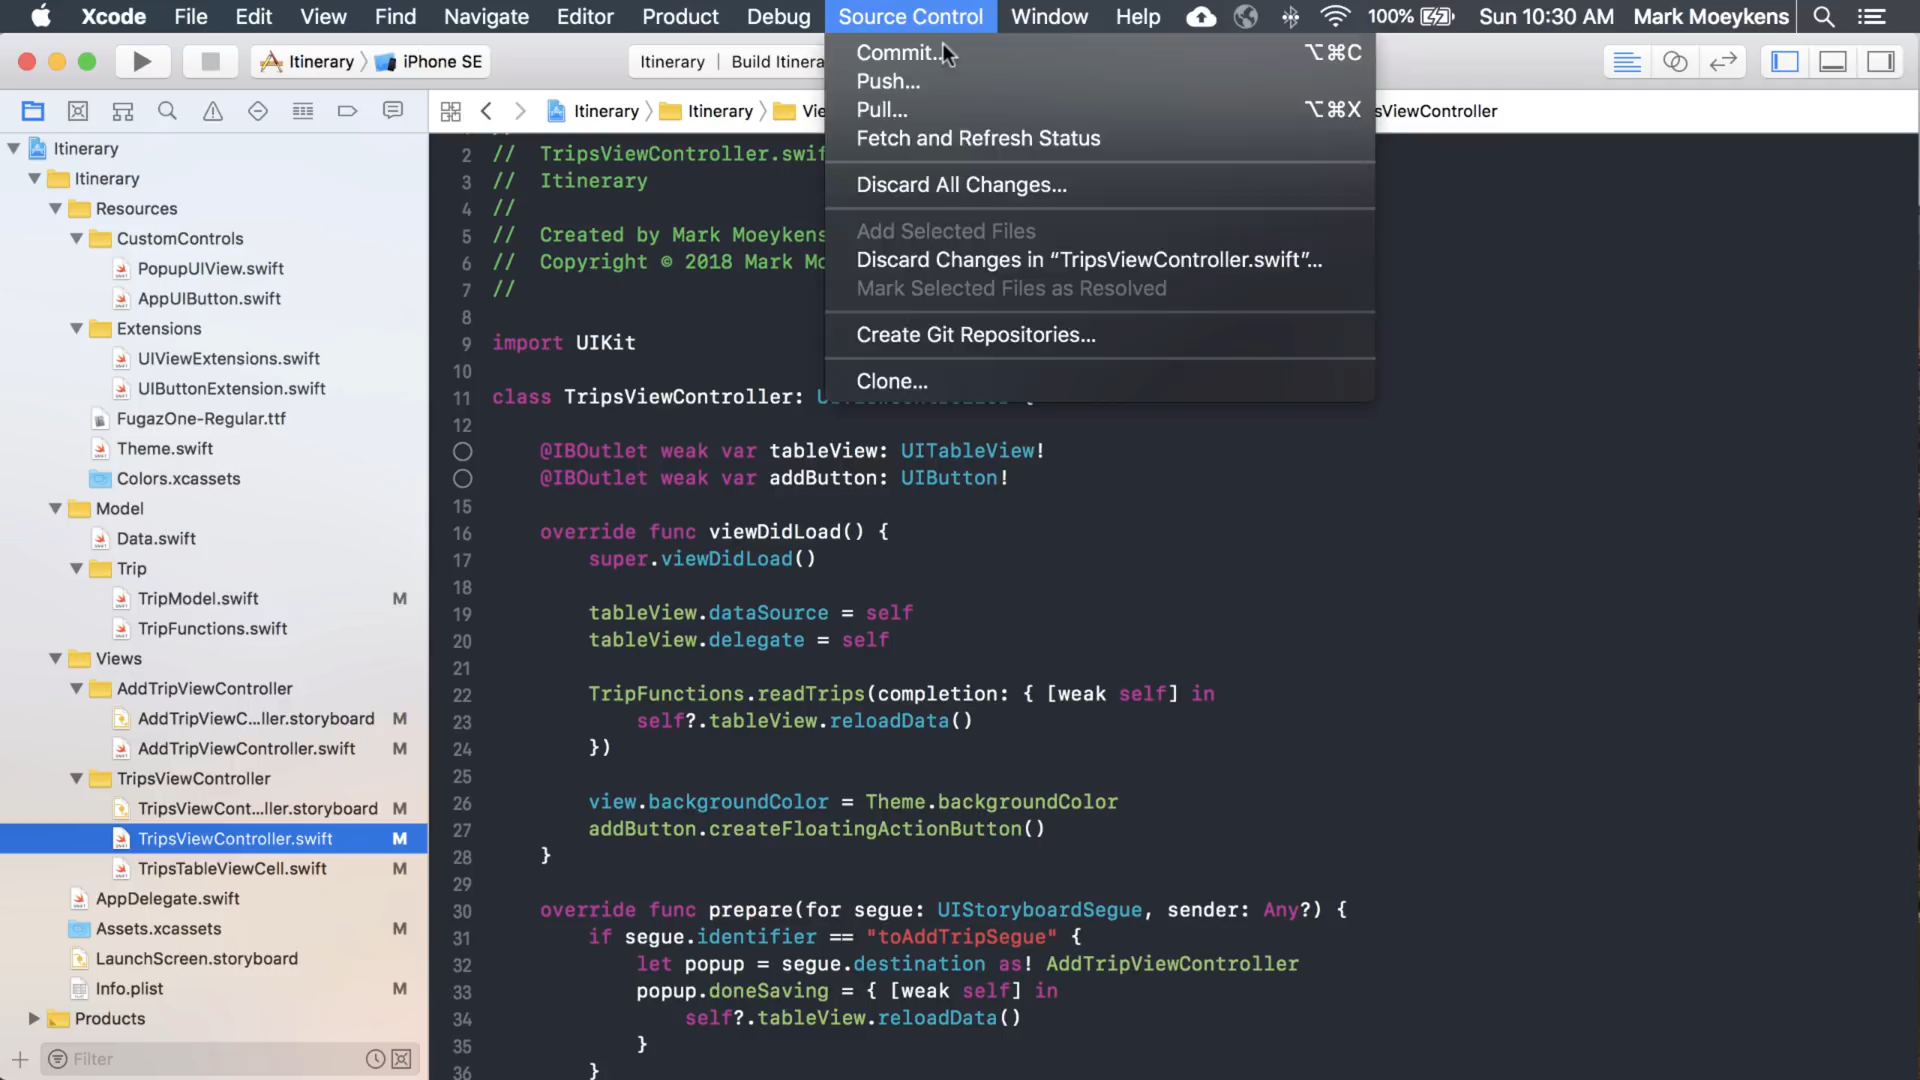 Xcode File Edit View Find Navigate Editor Product Debug Source Control Window Help 100% Sun 10:30 AM Mark Moeykens
Itinerary iPhone SE Itinerary | Build Itinera
Itinerary Itinerary Vie sViewController
Commit... ⌥⌘C
Push...
Pull... ⌥⌘X
Fetch and Refresh Status
Discard All Changes...
Add Selected Files
Discard Changes in “TripsViewController.swift”...
Mark Selected Files as Resolved
Create Git Repositories...
Clone...
Itinerary
Itinerary
Resources
CustomControls
PopupUIView.swift
AppUIButton.swift
Extensions
UIViewExtensions.swift
UIButtonExtension.swift
FugazOne-Regular.ttf
Theme.swift
Colors.xcassets
Model
Data.swift
Trip
TripModel.swift M
TripFunctions.swift
Views
AddTripViewController
AddTripViewC...ller.storyboard M
AddTripViewController.swift M
TripsViewController
TripsViewCont...ller.storyboard M
TripsViewController.swift M
TripsTableViewCell.swift M
AppDelegate.swift
Assets.xcassets M
LaunchScreen.storyboard
Info.plist M
Products
Filter
2 // TripsViewController.swif
3 // Itinerary
4 //
5 // Created by Mark Moeykens
6 // Copyright © 2018 Mark Mo
7 //
8
9 import UIKit
10
11 class TripsViewController: {
12
@IBOutlet weak var tableView: UITableView!
@IBOutlet weak var addButton: UIButton!
15
16 override func viewDidLoad() {
17 super.viewDidLoad()
18
19 tableView.dataSource = self
20 tableView.delegate = self
21
22 TripFunctions.readTrips(completion: { [weak self] in
23 self?.tableView.reloadData()
24 })
25
26 view.backgroundColor = Theme.backgroundColor
27 addButton.createFloatingActionButton()
28 }
29
30 override func prepare(for segue: UIStoryboardSegue, sender: Any?) {
31 if segue.identifier == "toAddTripSegue" {
32 let popup = segue.destination as! AddTripViewController
33 popup.doneSaving = { [weak self] in
34 self?.tableView.reloadData()
35 }
36 }